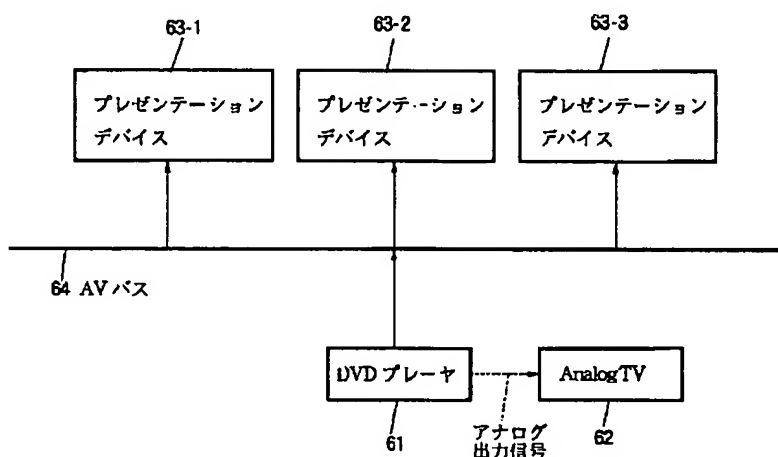 63-1
63-2
63-3
プレゼンテーション
デバイス
プレゼンテーション
デバイス
プレゼンテーション
デバイス
64 AVバス
DVDプレーヤ
Analog TV
61
アナログ
出力信号
62